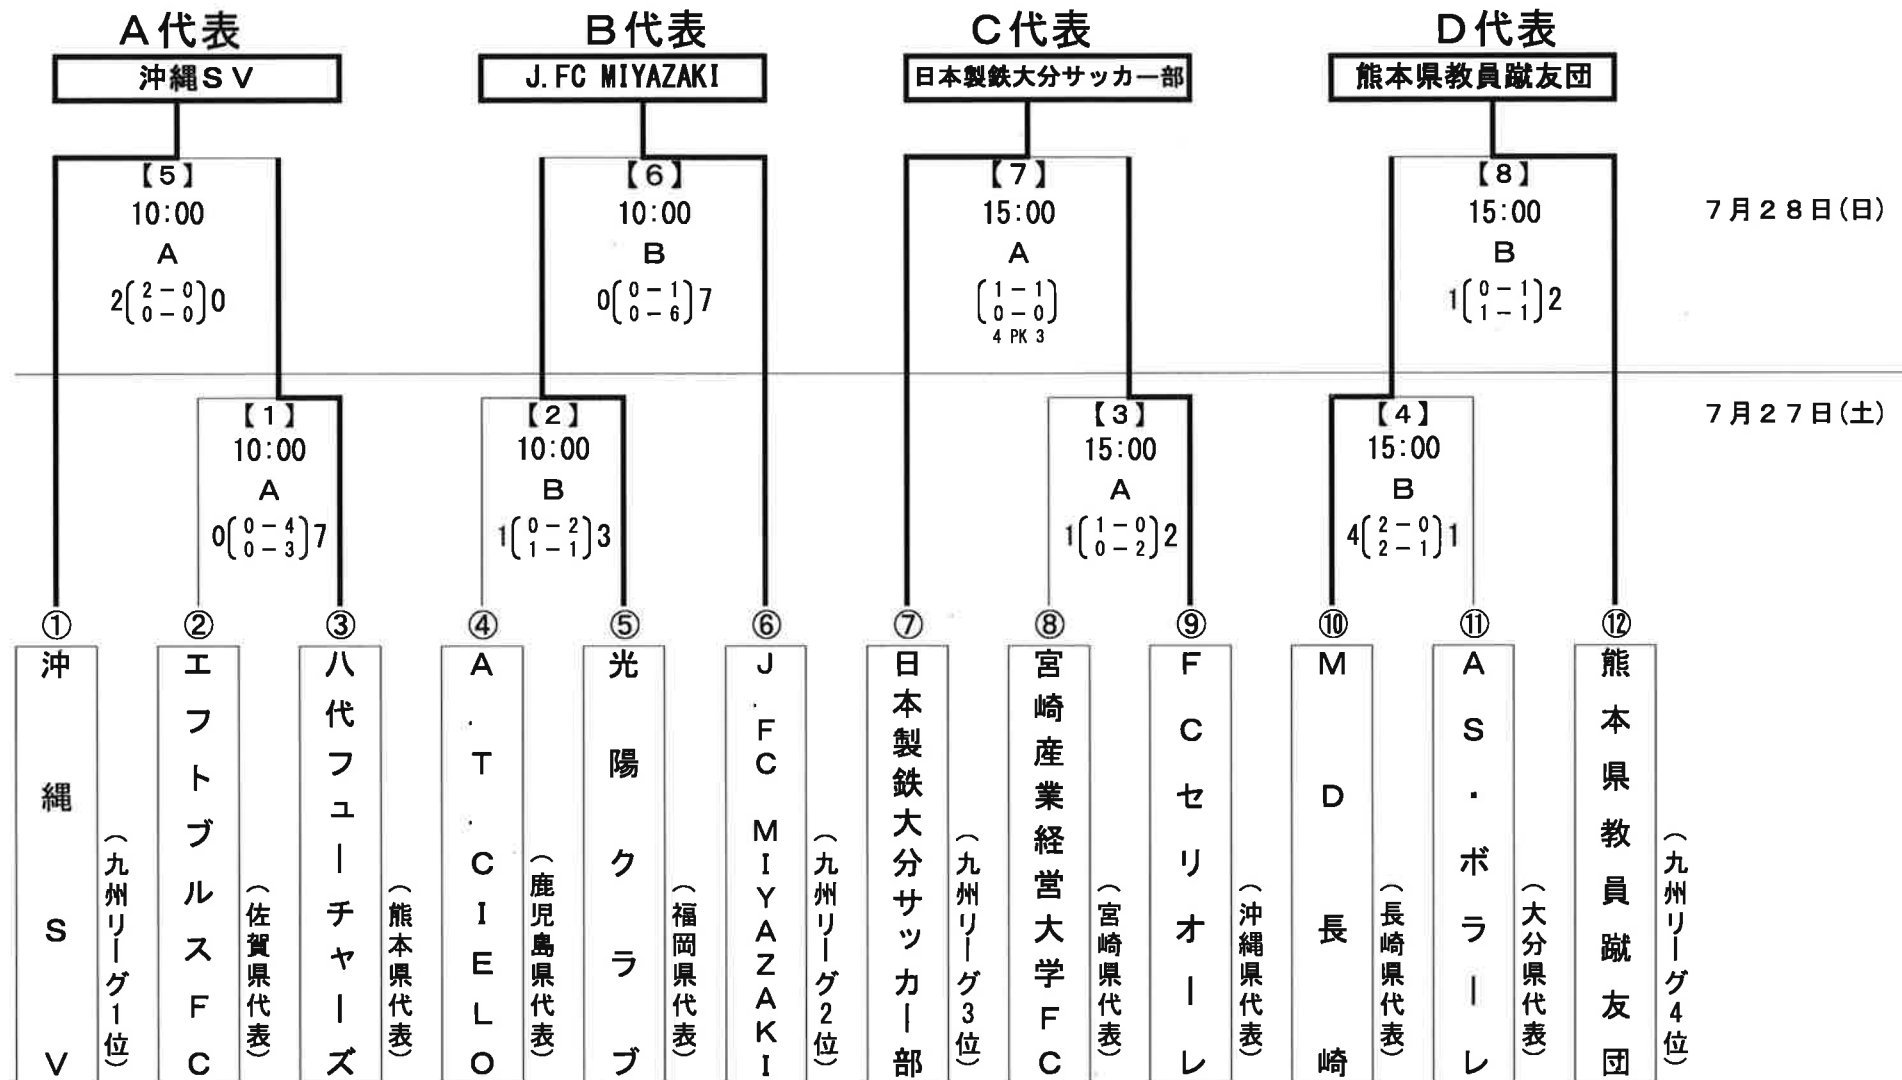 A代表
B代表
C代表
D代表
沖縄SV
J.FC MIYAZAKI
日本製鉄大分サッカー部
熊本県教員蹴友団
【5】
10:00
A
2(2－0 0－0)0
【6】
10:00
B
0(0－1 0－6)7
【7】
15:00
A
(1－1 0－0)
4 PK 3
【8】
15:00
B
1(0－1 1－1)2
7月28日(日)
【1】
10:00
A
0(0－4 0－3)7
【2】
10:00
B
1(0－2 1－1)3
【3】
15:00
A
1(1－0 0－2)2
【4】
15:00
B
4(2－0 2－1)1
7月27日(土)
①
沖縄SV
(九州リーグ1位)
②
エフトブルスFC
(佐賀県代表)
③
八代フューチャーズ
(熊本県代表)
④
A.T.CIELO
(鹿児島県代表)
⑤
光陽クラブ
(福岡県代表)
⑥
J.FC MIYAZAKI
(九州リーグ2位)
⑦
日本製鉄大分サッカー部
(九州リーグ3位)
⑧
宮崎産業経営大学FC
(宮崎県代表)
⑨
FCセリオーレ
(沖縄県代表)
⑩
MD長崎
(長崎県代表)
⑪
AS・ボラーレ
(大分県代表)
⑫
熊本県教員蹴友団
(九州リーグ4位)